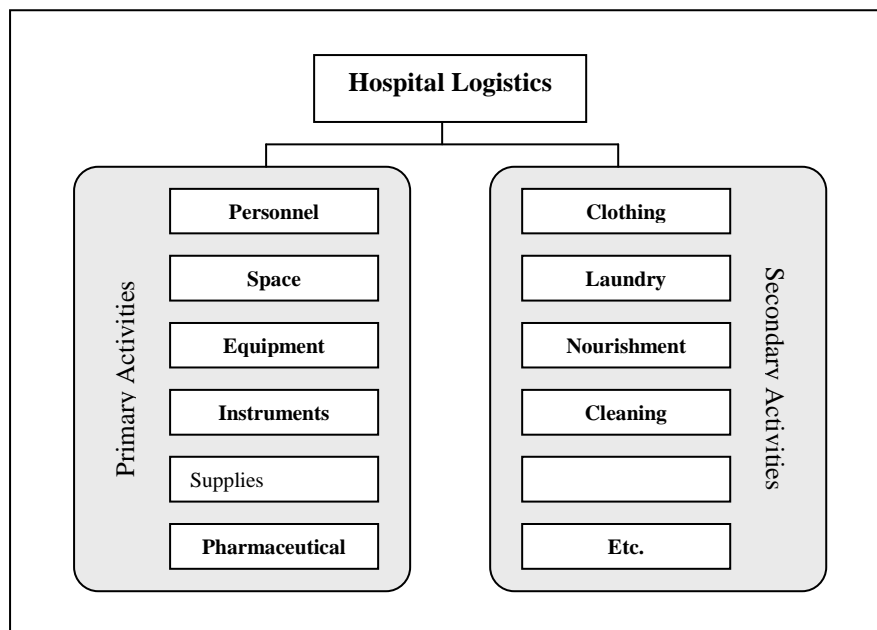 Hospital Logistics
Primary Activities
Personnel
Space
Equipment
Instruments
Supplies
Pharmaceutical
Clothing
Laundry
Nourishment
Cleaning
Etc.
Secondary Activities